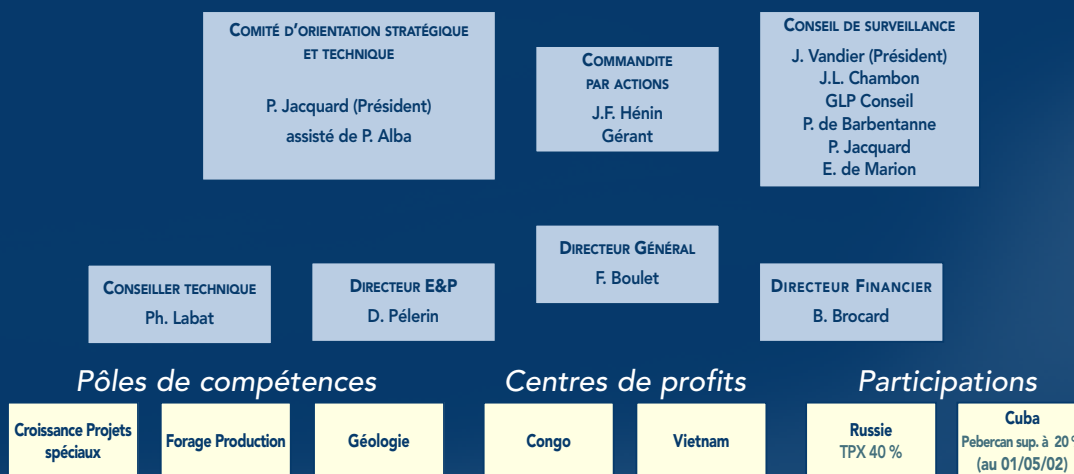 COMITÉ D'ORIENTATION STRATÉGIQUE
ET TECHNIQUE
P. Jacquard (Président)
assisté de P. Alba
COMMANDITE
PAR ACTIONS
J.F. Hénin
Gérant
CONSEIL DE SURVEILLANCE
J. Vandier (Président)
J.L. Chambon
GLP Conseil
P. de Barbentanne
P. Jacquard
E. de Marion
CONSEILLER TECHNIQUE
Ph. Labat
DIRECTEUR E&P
D. Pélerin
DIRECTEUR GÉNÉRAL
F. Boulet
DIRECTEUR FINANCIER
B. Brocard
Pôles de compétences
Croissance Projets
spéciaux
Forage Production
Géologie
Centres de profits
Congo
Vietnam
Participations
Russie
TPX 40 %
Cuba
Pebercan sup. à 20 %
(au 01/05/02)